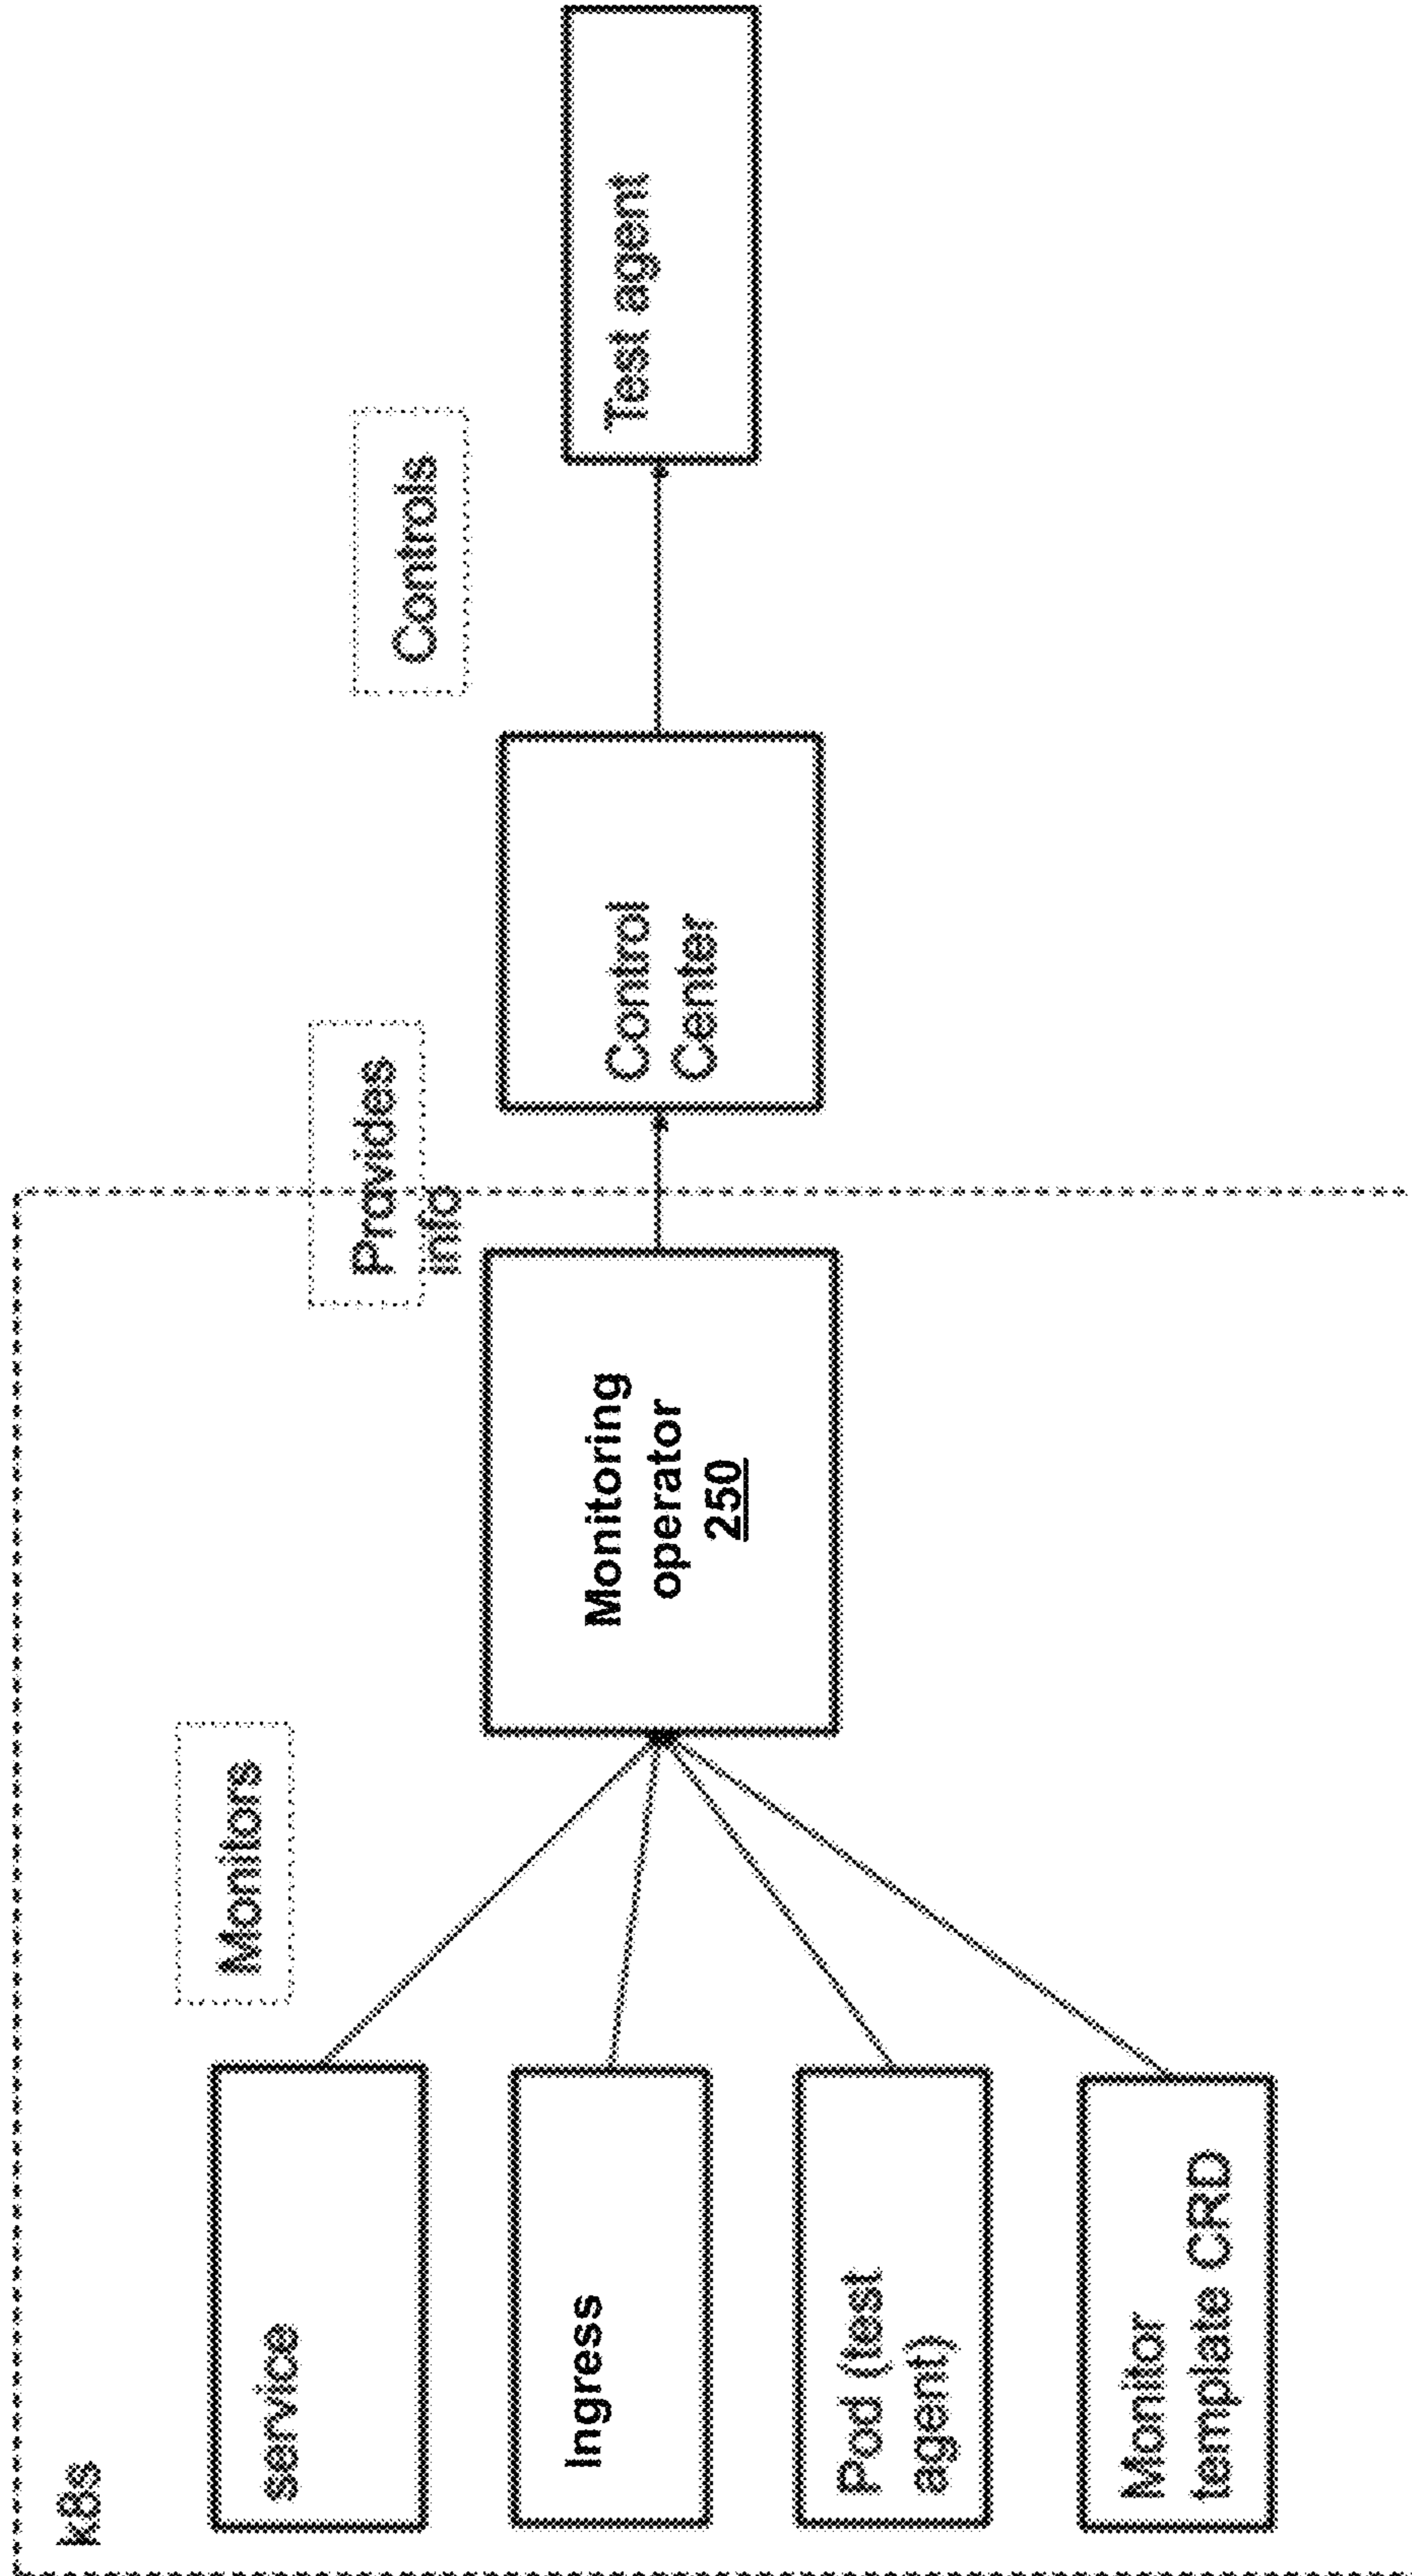 k8s
service
Ingress
Pod (test
agent)
Monitor
template CRD
Monitors
Monitoring
operator
250
Provides
info
Control
Center
Controls
Test agent